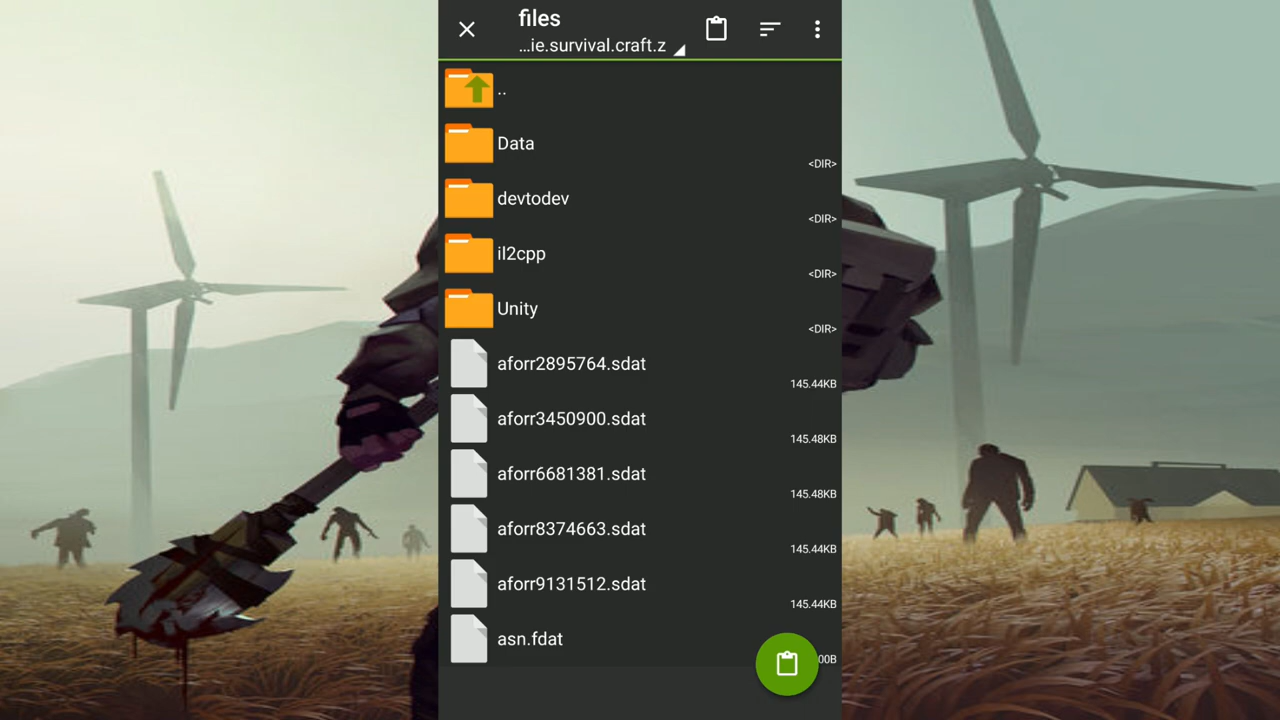 files
...ie.survival.craft.z
..
Data
<DIR>
devtodev
<DIR>
il2cpp
<DIR>
Unity
<DIR>
aforr2895764.sdat
145.44KB
aforr3450900.sdat
145.48KB
aforr6681381.sdat
145.48KB
aforr8374663.sdat
145.44KB
aforr9131512.sdat
145.44KB
asn.fdat